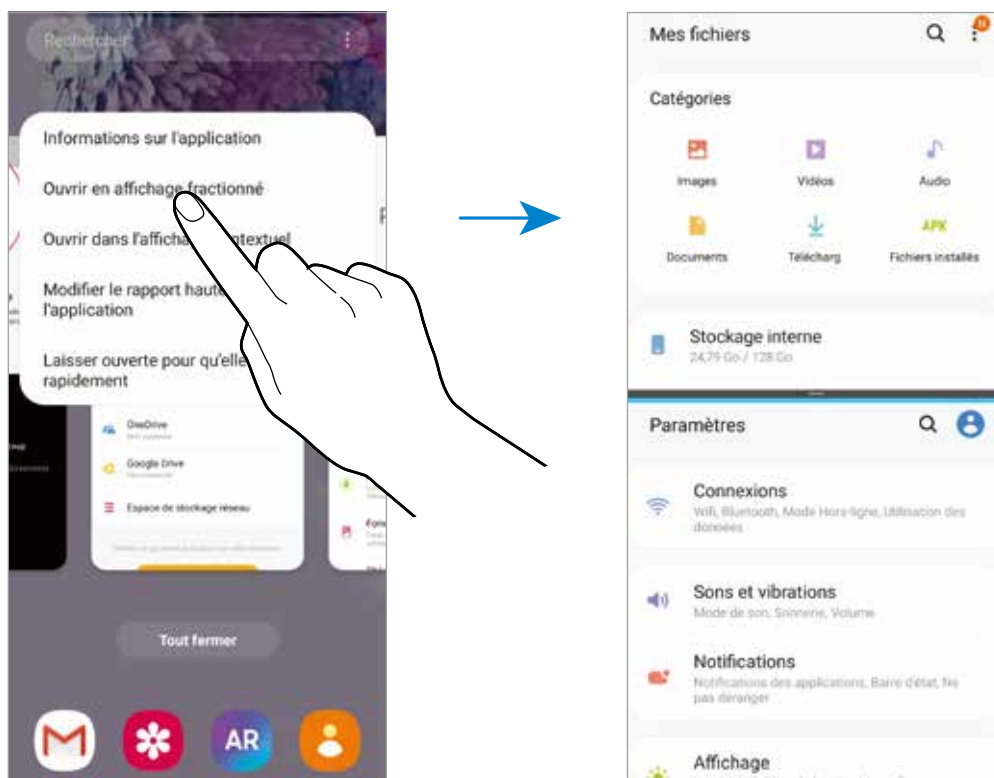 Rechercher
Informations sur l'application
Ouvrir en affichage fractionné
Ouvrir dans l'affichage
textuel
Modifier le rapport haute
l'application
Laisser ouverte pour qu'elle
rapidement
OneDrive
Google Drive
Espace de stockage réseau
Tout fermer
AR
Mes fichiers
N
Catégories
Images
Vidéos
Audio
APK
Documents
Télécharg
Fichiers installés
Stockage interne
24,79 Go / 128 Go
Paramètres
Connexions
Wifi, Bluetooth, Mode Hors-ligne, Utilisation des
données
Sons et vibrations
Mode de son, Sonnerie, Volume
Notifications
Notifications des applications, Barre d'état, Ne
pas déranger
Affichage